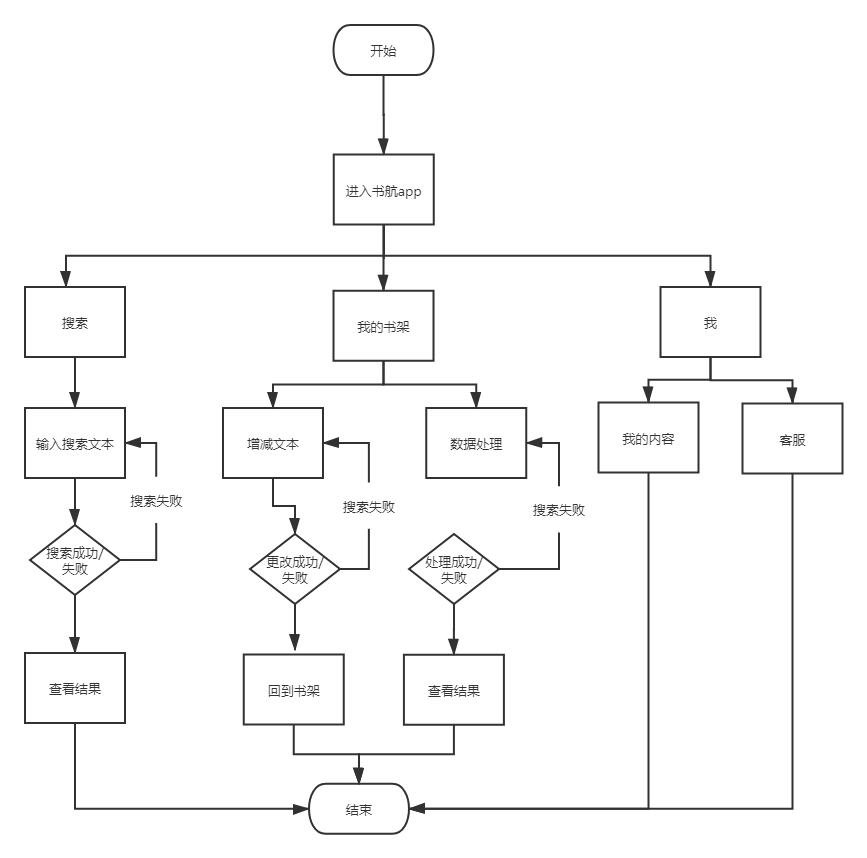 开始
进入书航app
搜索
我的书架
我
输入搜索文本
增减文本
数据处理
我的内容
客服
搜索失败
搜索失败
搜索失败
搜索成功/
失败
更改成功/
失败
处理成功/
失败
查看结果
回到书架
查看结果
结束